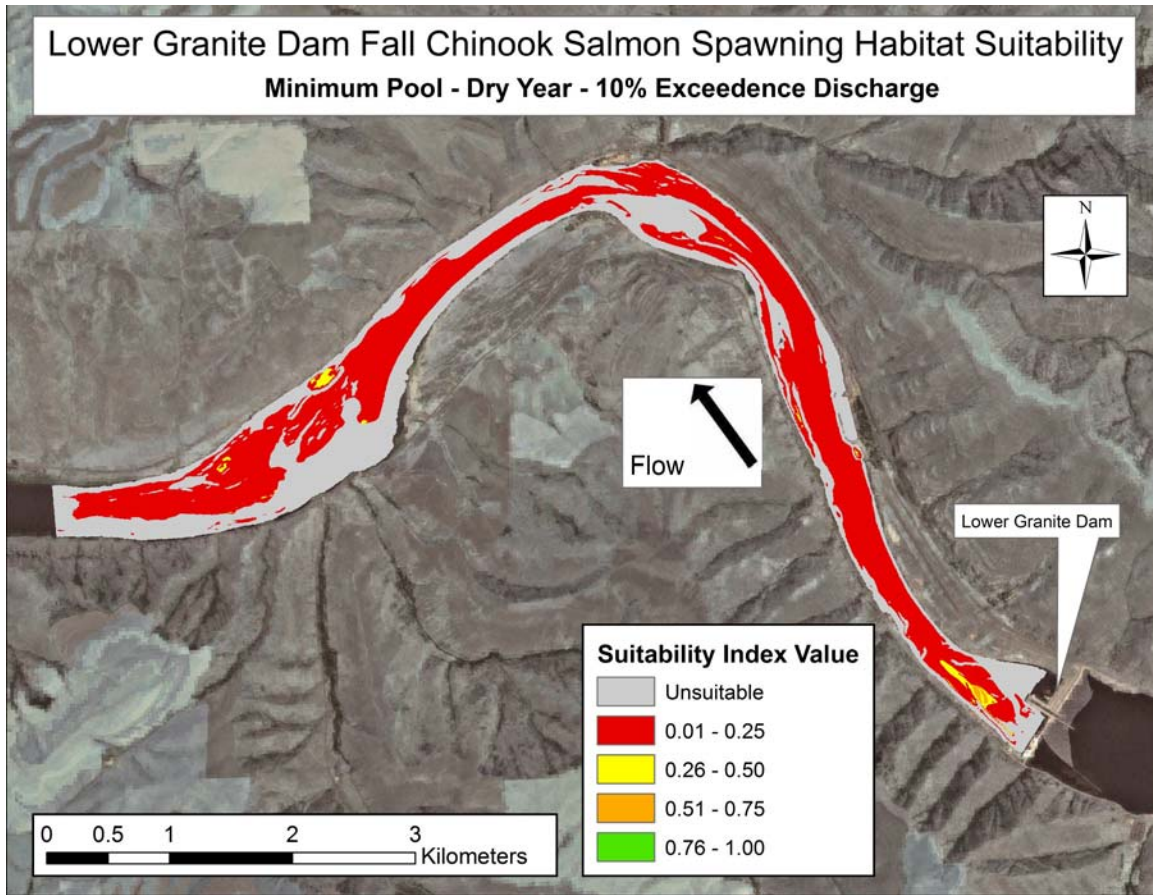 Lower Granite Dam Fall Chinook Salmon Spawning Habitat Suitability
Minimum Pool - Dry Year - 10% Exceedence Discharge
N
Flow
Lower Granite Dam
Suitability Index Value
Unsuitable
0.01 - 0.25
0.26 - 0.50
0.51 - 0.75
0.76 - 1.00
0 0.5 1 2 3
Kilometers